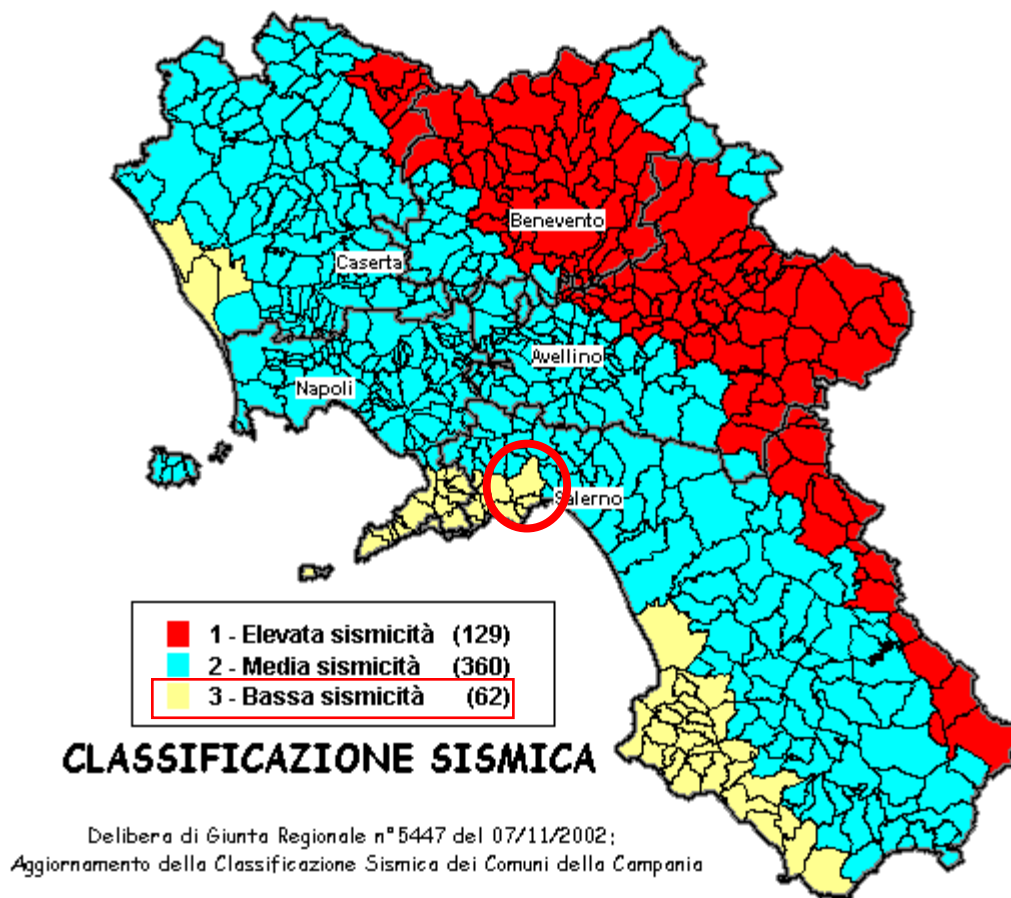 Benevento
Caserta
Avellino
Napoli
Salerno
1 - Elevata sismicità (129)
2 - Media sismicità (360)
3 - Bassa sismicità (62)
CLASSIFICAZIONE SISMICA
Delibera di Giunta Regionale n°5447 del 07/11/2002;
Aggiornamento della Classificazione Sismica dei Comuni della Campania